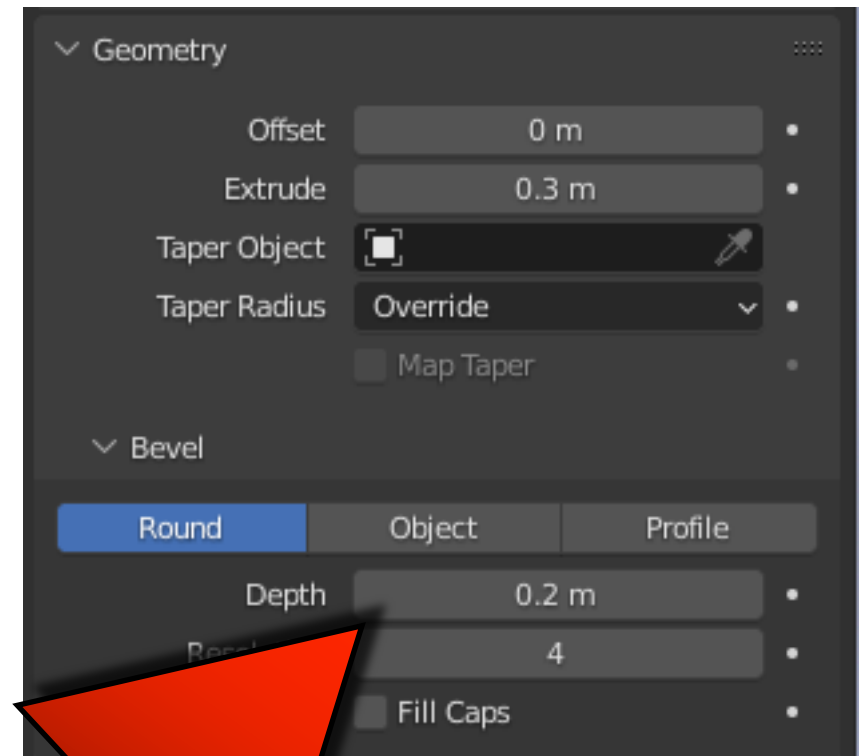 Geometry
Offset 0 m
Extrude 0.3 m
Taper Object
Taper Radius Override
Map Taper
Bevel
Round Object Profile
Depth 0.2 m
4
Fill Caps